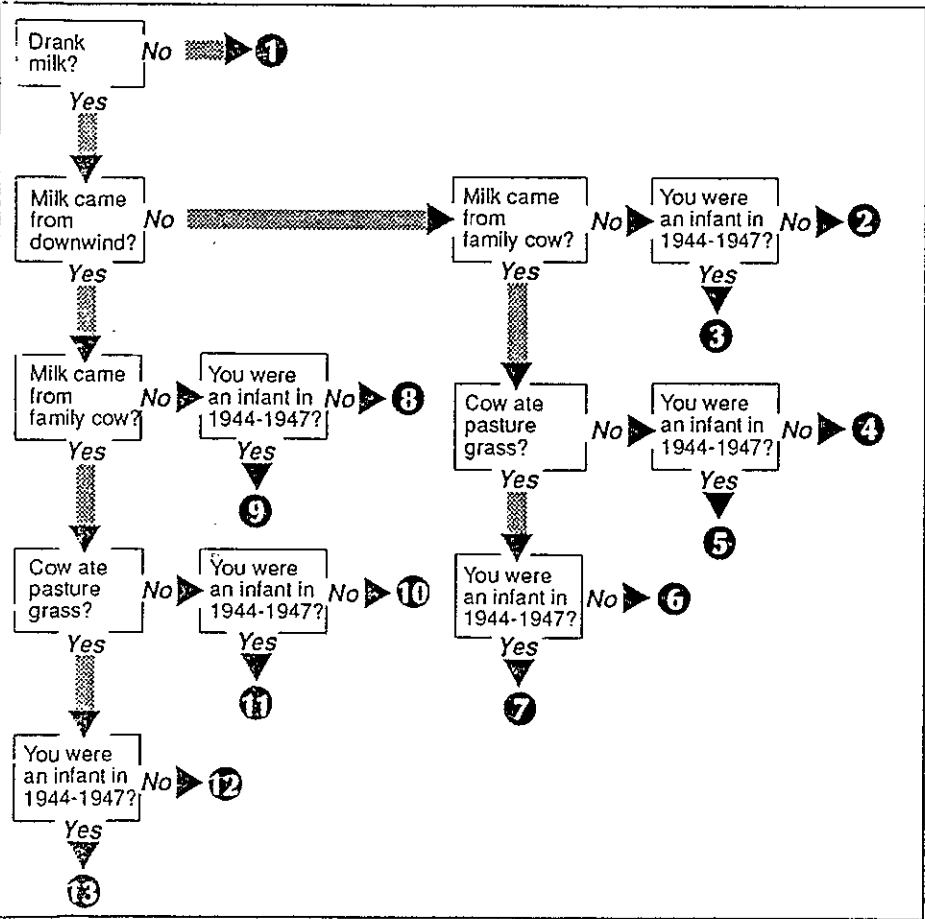 Drank
milk?
No
1
Yes
Milk came
from
downwind?
No
Milk came
from
family cow?
No
You were
an infant in
1944-1947?
No
2
Yes
Yes
Yes
3
Milk came
from
family cow?
No
You were
an infant in
1944-1947?
No
8
Cow ate
pasture
grass?
No
You were
an infant in
1944-1947?
No
4
Yes
Yes
Yes
Yes
9
5
Cow ate
pasture
grass?
No
You were
an infant in
1944-1947?
No
10
You were
an infant in
1944-1947?
No
6
Yes
Yes
Yes
11
7
You were
an infant in
1944-1947?
No
12
Yes
13